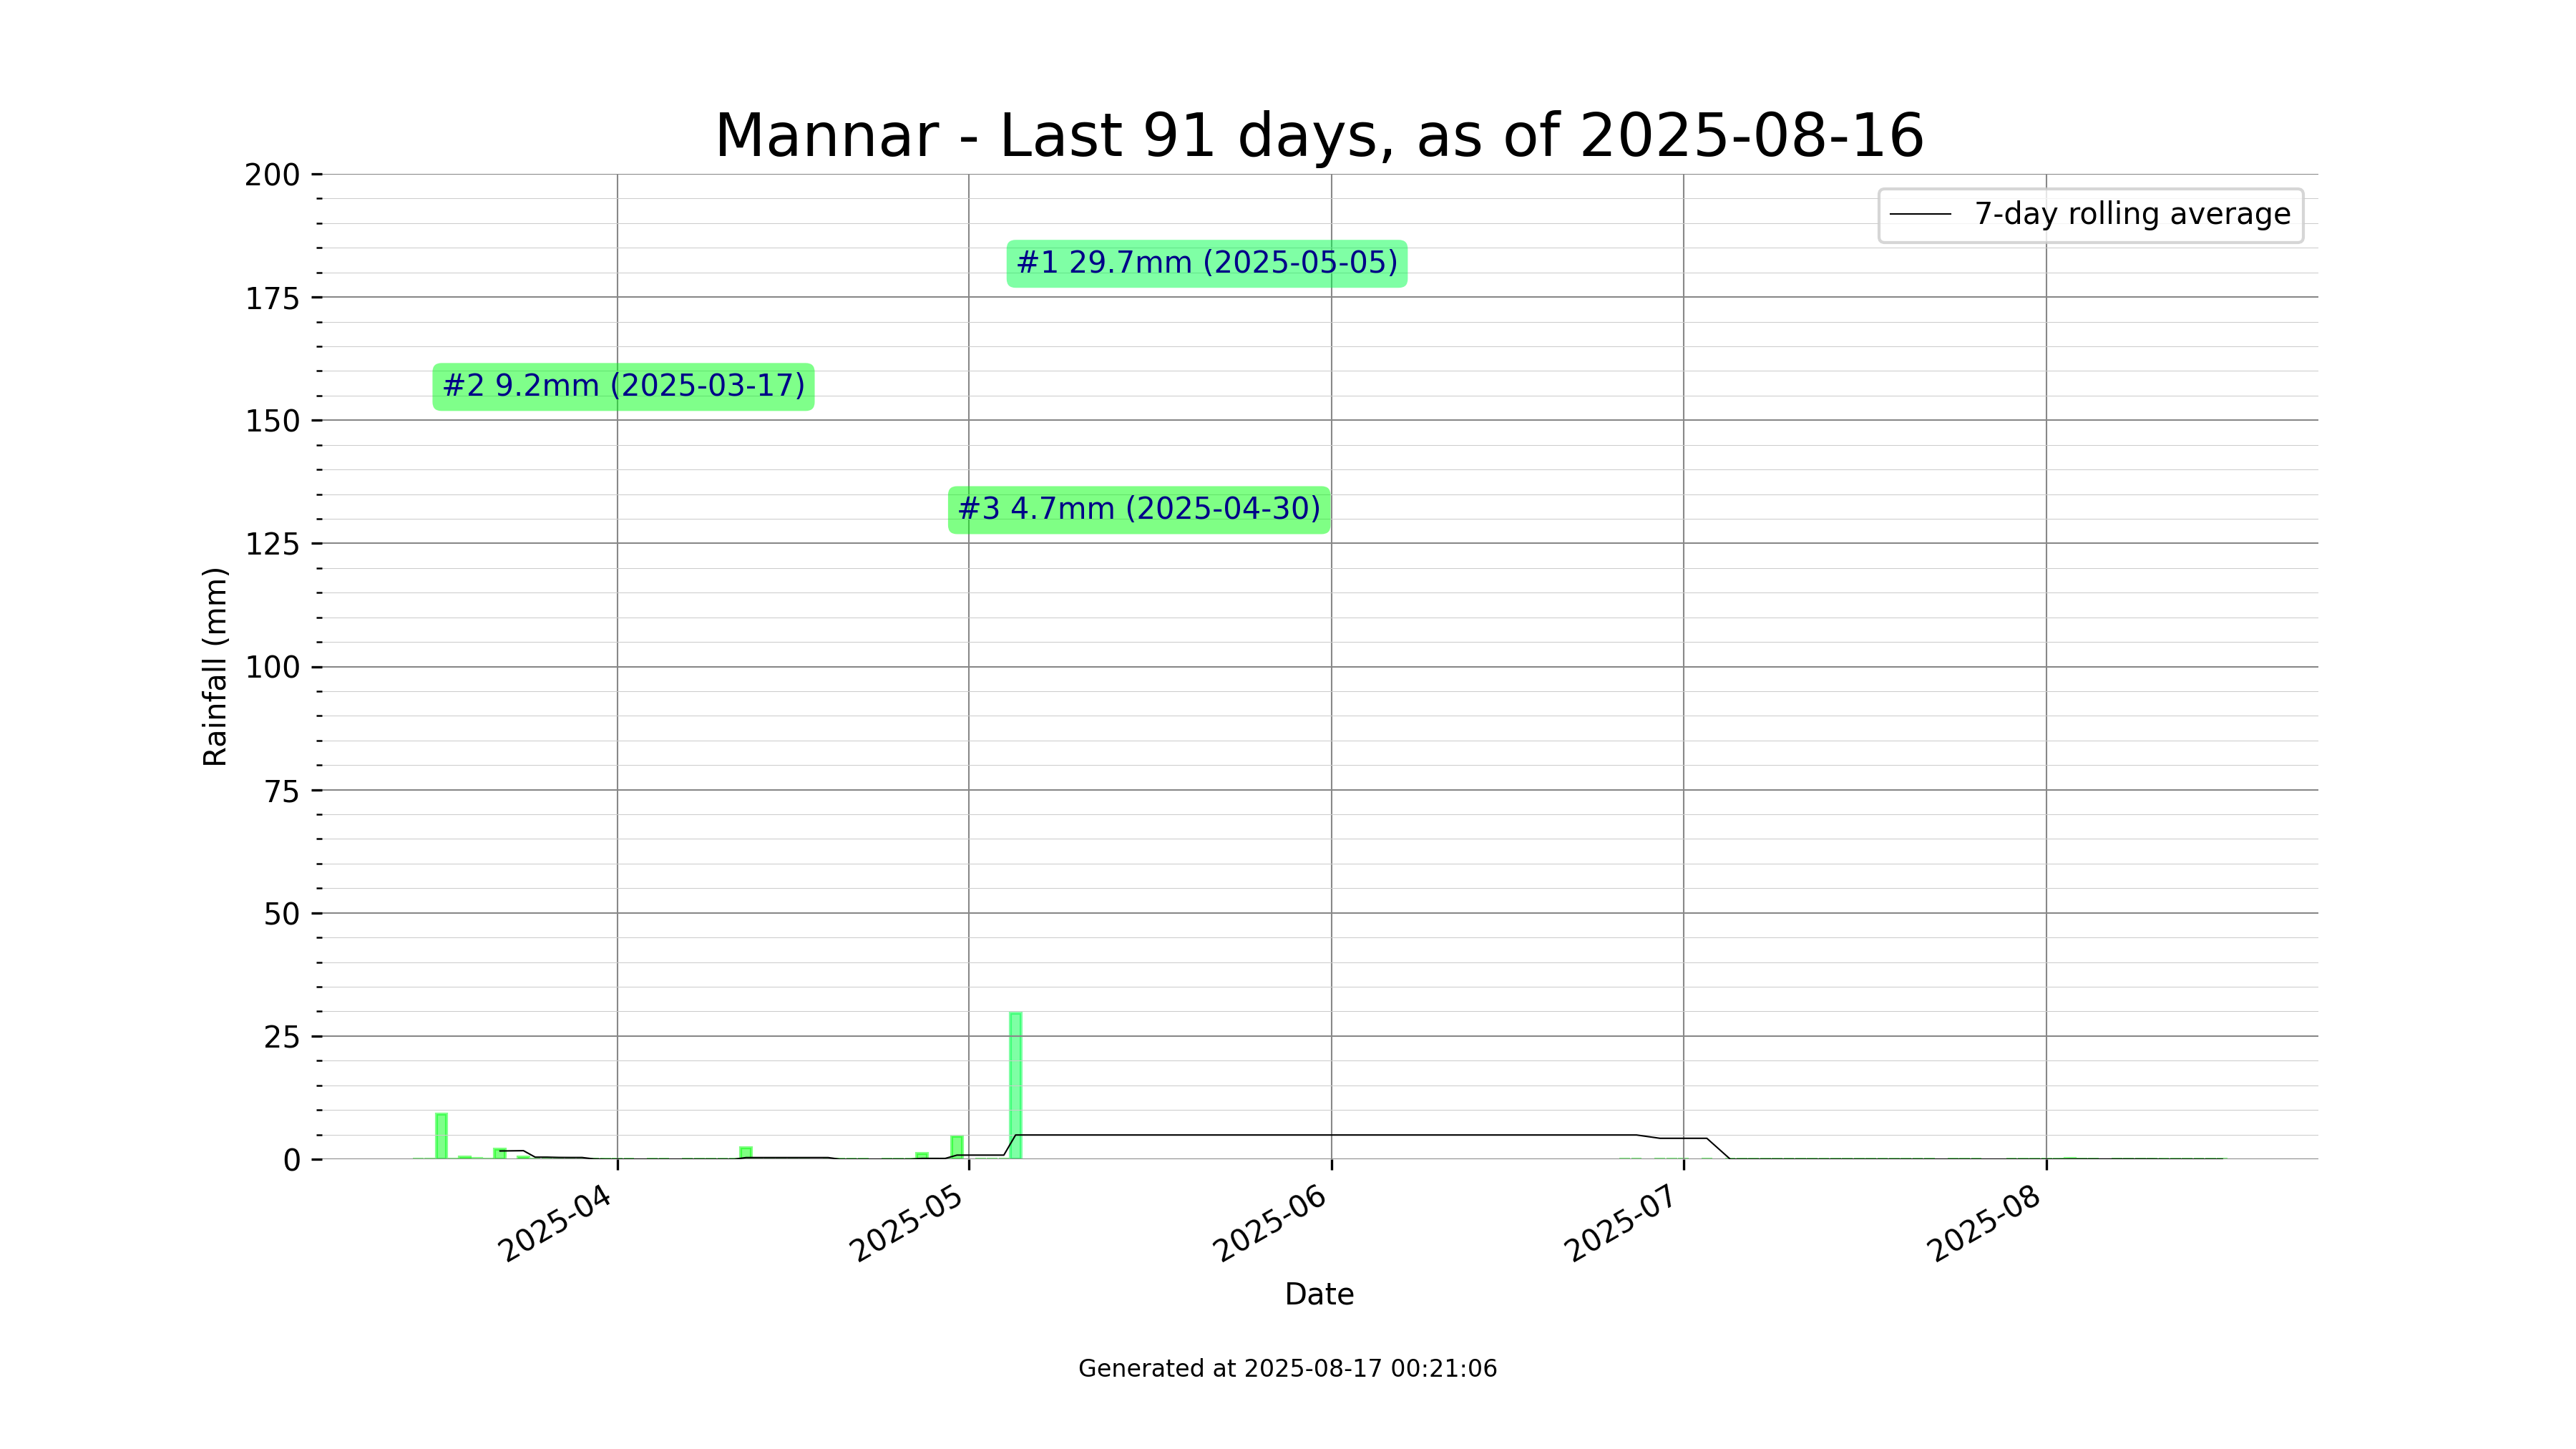 Mannar - Last 91 days, as of 2025-08-16
7-day rolling average
#1 29.7mm (2025-05-05)
#2 9.2mm (2025-03-17)
#3 4.7mm (2025-04-30)
Rainfall (mm)
200
175
150
125
100
75
50
25
0
2025-04
2025-05
2025-06
2025-07
2025-08
Date
Generated at 2025-08-17 00:21:06